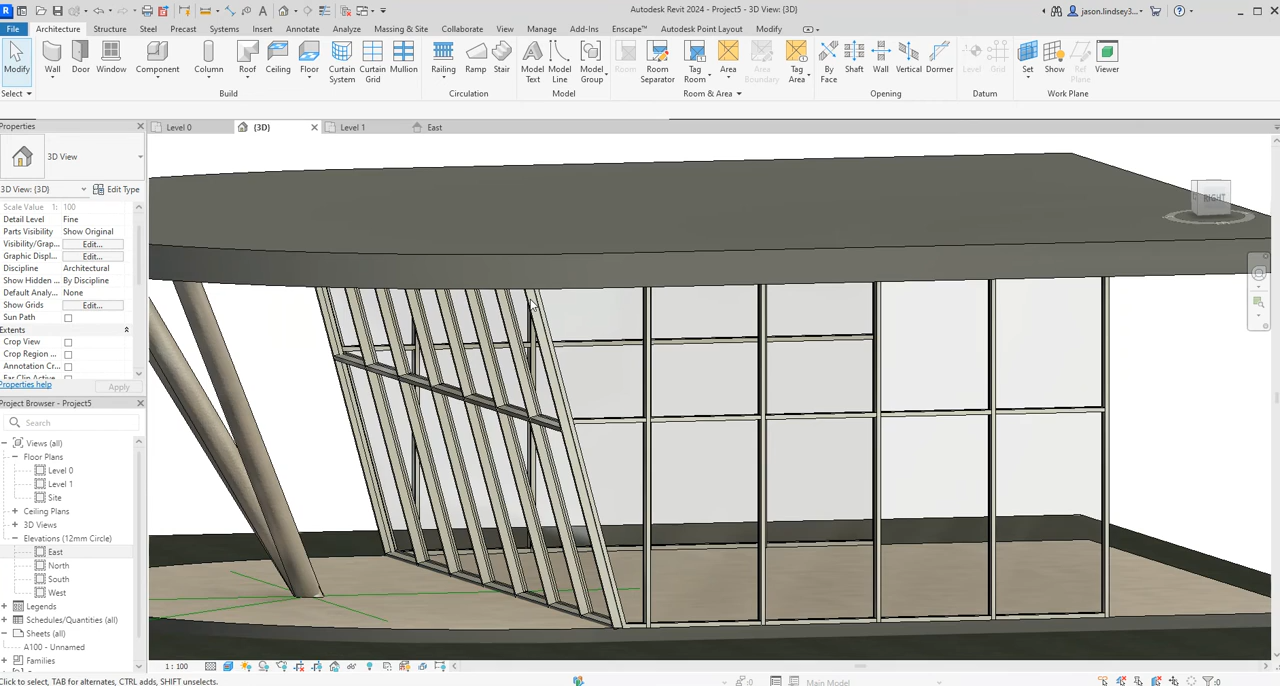 Autodesk Revit 2024 - Project5 - 3D View: {3D}
jason.lindsey3...
File Architecture Structure Steel Precast Systems Insert Annotate Analyze Massing & Site Collaborate View Manage Add-Ins Enscape™ Autodesk Point Layout Modify
Modify Wall Door Window Component Column Roof Ceiling Floor Curtain System Curtain Grid Mullion Railing Ramp Stair Model Text Model Line Model Group Room Room Separator Tag Room Area Area Boundary Tag Area By Face Shaft Wall Vertical Dormer Level Grid Set Show Ref Plane Viewer
Select Build Circulation Model Room & Area Opening Datum Work Plane
Properties
Level 0 {3D} Level 1 East
3D View
3D View: {3D} Edit Type
Scale Value 1: 100
Detail Level Fine
Parts Visibility Show Original
Visibility/Grap... Edit...
Graphic Displ... Edit...
Discipline Architectural
Show Hidden ... By Discipline
Default Analy... None
Show Grids Edit...
Sun Path
Extents
Crop View
Crop Region ...
Annotation Cr...
Far Clip Active
Properties help Apply
Project Browser - Project5
Search
Views (all)
Floor Plans
Level 0
Level 1
Site
Ceiling Plans
3D Views
Elevations (12mm Circle)
East
North
South
West
Legends
Schedules/Quantities (all)
Sheets (all)
A100 - Unnamed
Families
RIGHT
1 : 100
Click to select, TAB for alternates, CTRL adds, SHIFT unselects.
:0
Main Model
:0